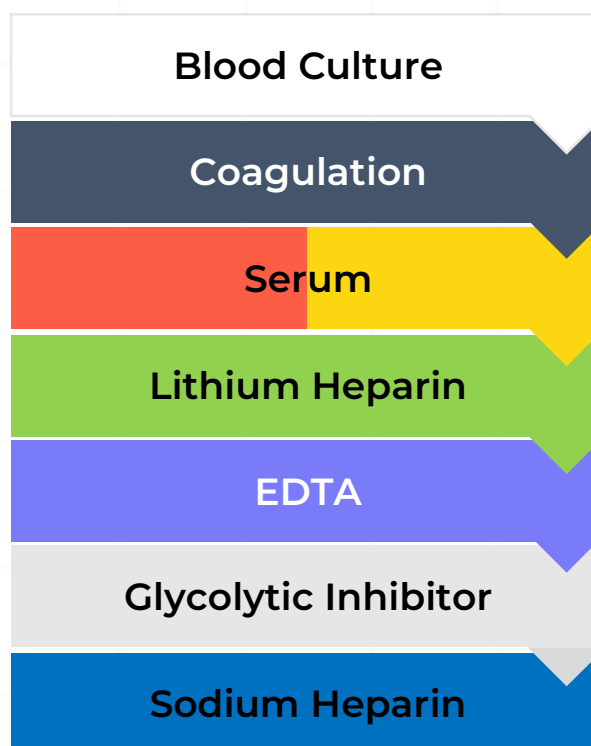 Blood Culture
Coagulation
Serum
Lithium Heparin
EDTA
Glycolytic Inhibitor
Sodium Heparin